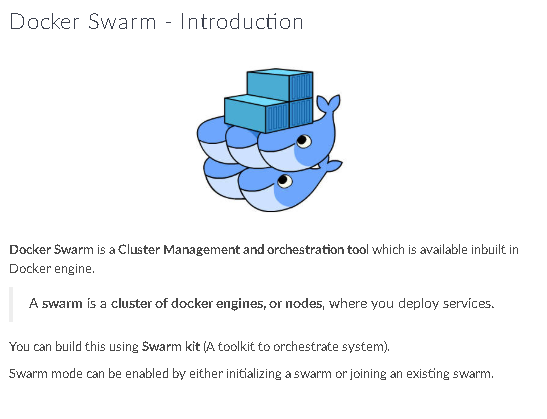 Docker Swarm - Introduction
Docker Swarm is a Cluster Management and orchestration tool which is available inbuilt in
Docker engine.
A swarm is a cluster of docker engines, or nodes, where you deploy services.
You can build this using Swarm kit (A toolkit to orchestrate system).
Swarm mode can be enabled by either initializing a swarm or joining an existing swarm.